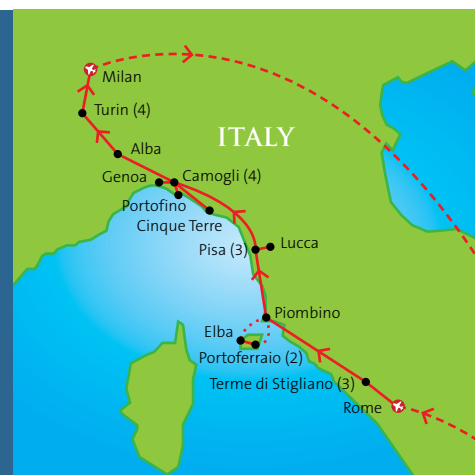 Milan
Turin (4)
ITALY
Alba
Genoa
Camogli (4)
Portofino
Cinque Terre
Pisa (3)
Lucca
Piombino
Elba
Portoferraio (2)
Terme di Stigliano (3)
Rome